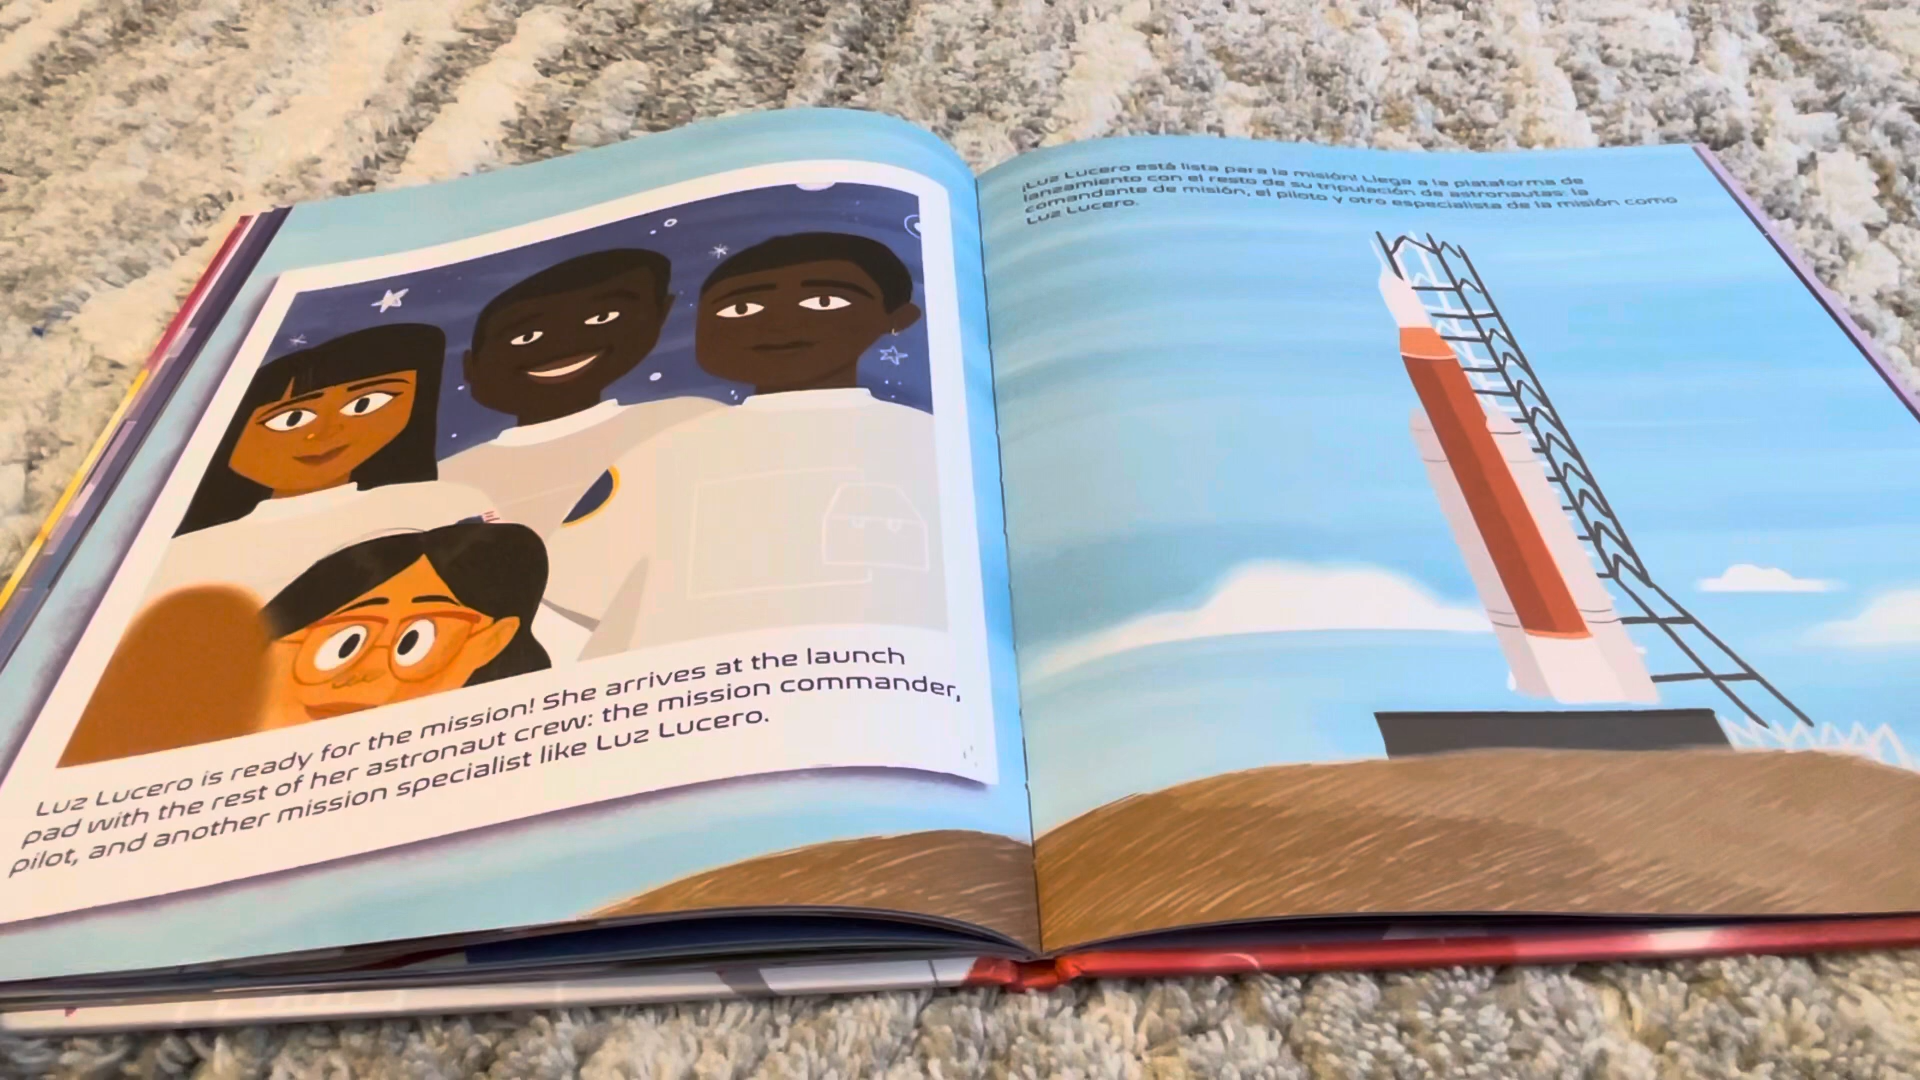 Luz Lucero is ready for the mission! She arrives at the launch
pad with the rest of her astronaut crew: the mission commander,
pilot, and another mission specialist like Luz Lucero.
¡Luz Lucero está lista para la misión! Llega a la plataforma de
lanzamiento con el resto de su tripulación de astronautas: la
comandante de misión, el piloto y otro especialista de la misión como
Luz Lucero.